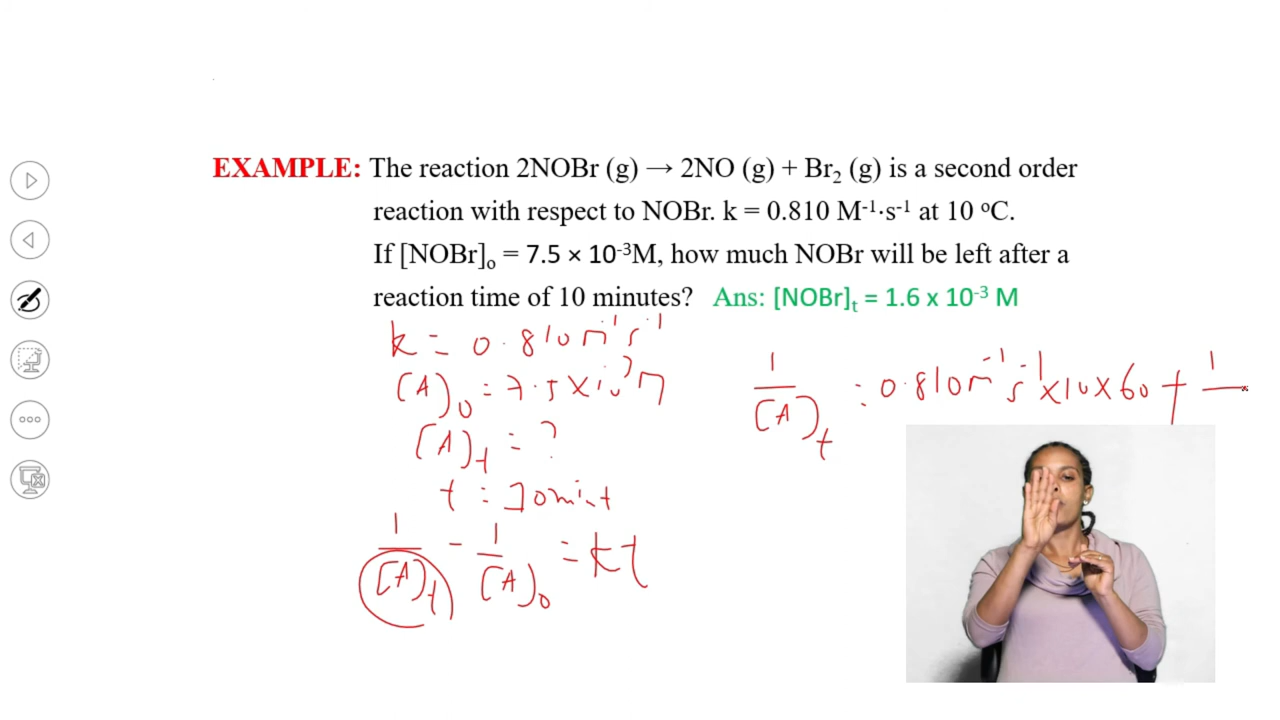 EXAMPLE: The reaction 2NOBr (g) → 2NO (g) + Br₂ (g) is a second order
reaction with respect to NOBr. k = 0.810 M⁻¹·s⁻¹ at 10 ºC.
If [NOBr]ₒ = 7.5 × 10⁻³M, how much NOBr will be left after a
reaction time of 10 minutes? Ans: [NOBr]ₜ = 1.6 x 10⁻³ M
k = 0.810 m⁻¹ s⁻¹
[A]₀ = 7.5 × 10⁻³ M
[A]t = ?
t = 10 mint
1/[A]t - 1/[A]₀ = kt
1/[A]t = 0.810 m⁻¹ s⁻¹ × 10 × 60 + 1/